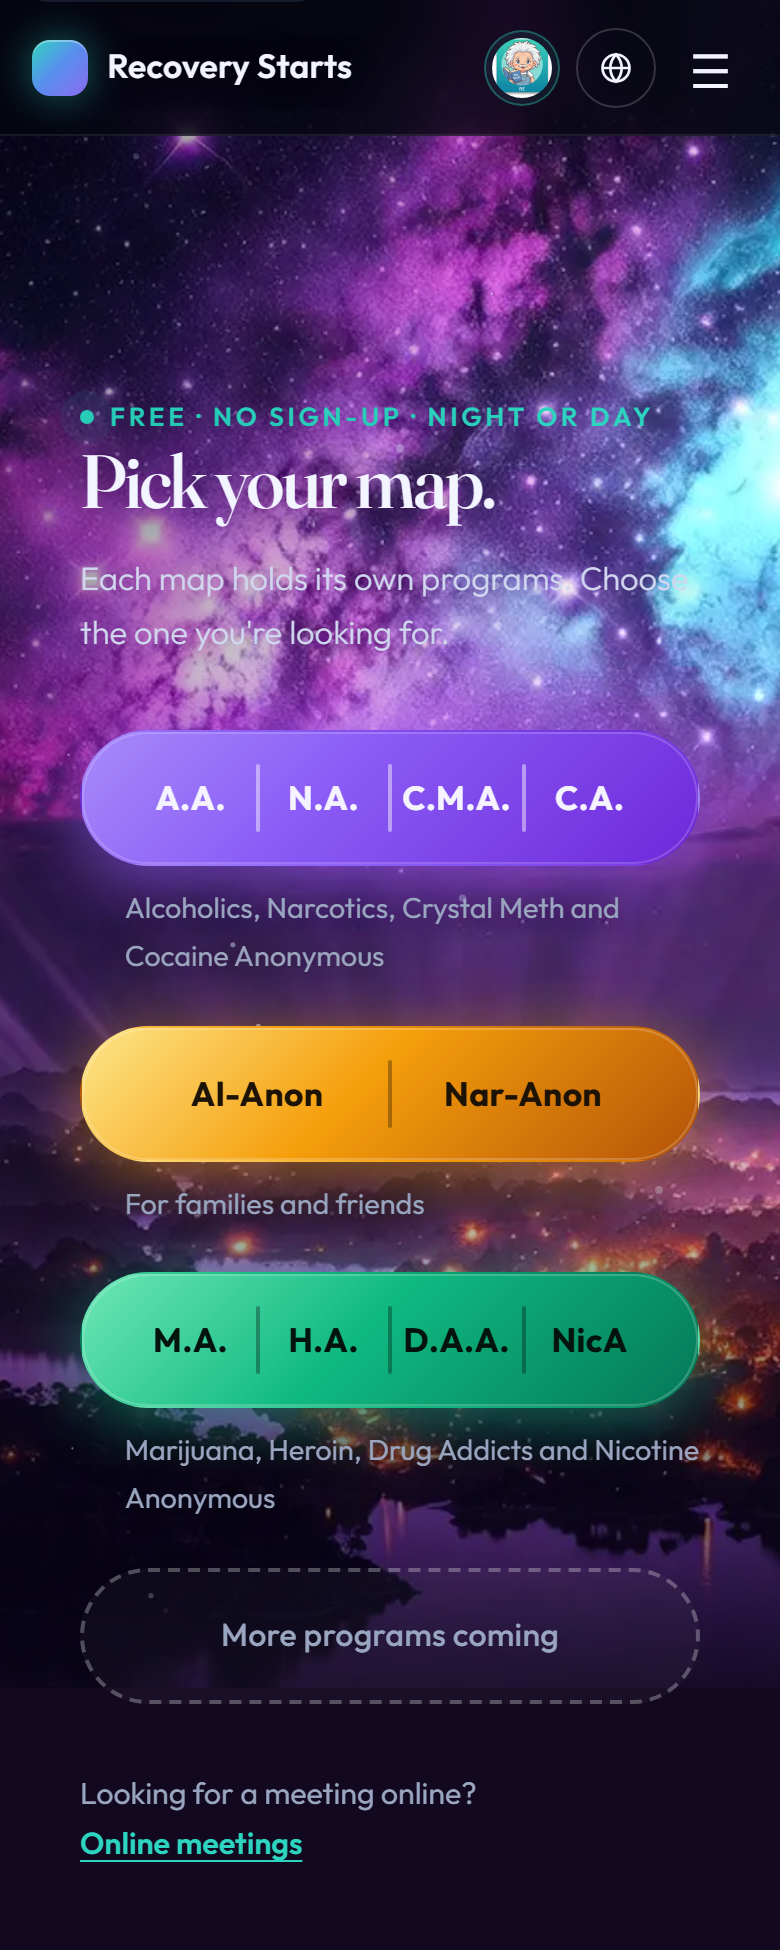 Recovery Starts
FREE · NO SIGN-UP · NIGHT OR DAY
Pick your map.
Each map holds its own programs. Choose
the one you're looking for.
A.A. N.A. C.M.A. C.A.
Alcoholics, Narcotics, Crystal Meth and
Cocaine Anonymous
Al-Anon Nar-Anon
For families and friends
M.A. H.A. D.A.A. NicA
Marijuana, Heroin, Drug Addicts and Nicotine
Anonymous
More programs coming
Looking for a meeting online?
Online meetings